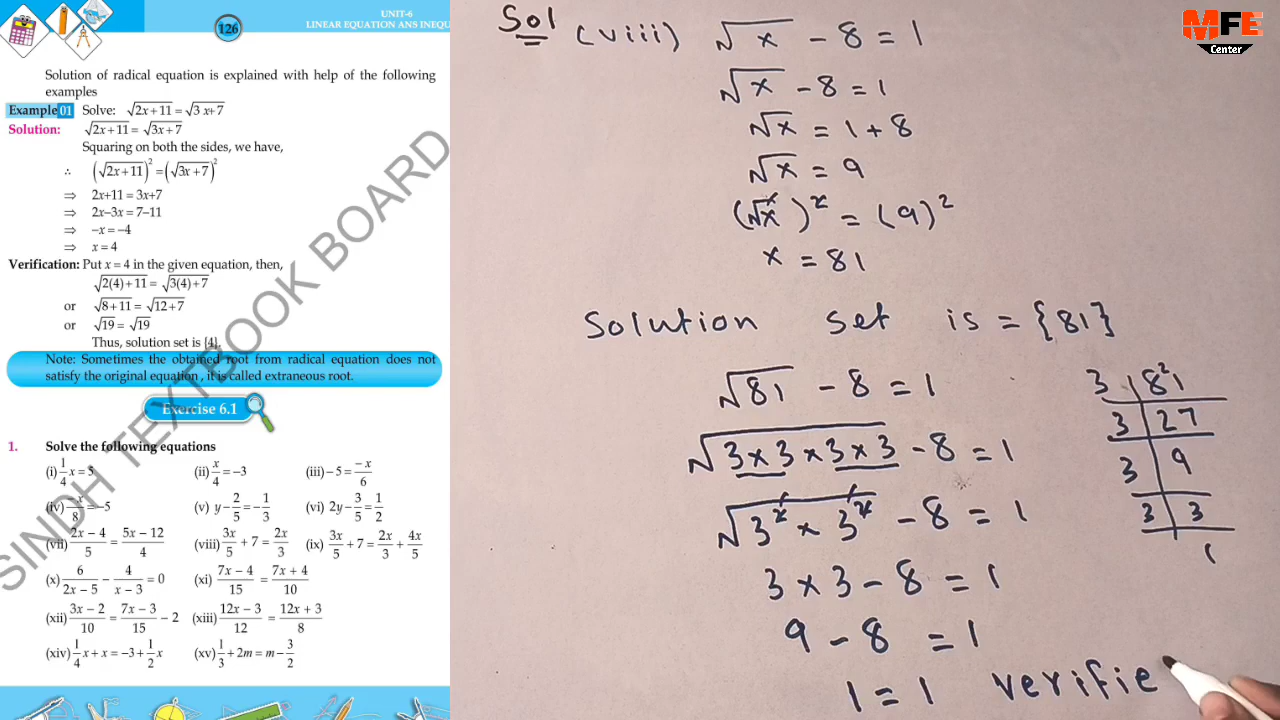 UNIT-6
LINEAR EQUATION ANS INEQU
126
Solution of radical equation is explained with help of the following
examples
Example 01 Solve: √(2x+11) = √(3x+7)
Solution: √(2x+11) = √(3x+7)
Squaring on both the sides, we have,
∴ (√(2x+11))² = (√(3x+7))²
⇒ 2x+11 = 3x+7
⇒ 2x–3x = 7–11
⇒ –x = –4
⇒ x = 4
Verification: Put x = 4 in the given equation, then,
√(2(4)+11) = √(3(4)+7)
or √(8+11) = √(12+7)
or √19 = √19
Thus, solution set is {4}.
Note: Sometimes the obtained root from radical equation does not
satisfy the original equation , it is called extraneous root.
Exercise 6.1
1. Solve the following equations
(i) 1/4 x = 5 (ii) x/4 = –3 (iii) –5 = –x/6
(iv) –x/8 = –5 (v) y – 2/5 = – 1/3 (vi) 2y – 3/5 = 1/2
(vii) (2x – 4)/5 = (5x – 12)/4 (viii) 3x/5 + 7 = 2x/3 (ix) 3x/5 + 7 = 2x/3 + 4x/5
(x) 6/(2x – 5) – 4/(x – 3) = 0 (xi) (7x – 4)/15 = (7x + 4)/10
(xii) (3x – 2)/10 = (7x – 3)/15 – 2 (xiii) (12x – 3)/12 = (12x + 3)/8
(xiv) 1/4 x + x = –3 + 1/2 x (xv) 1/3 + 2m = m – 3/2
SINDH TEXTBOOK BOARD
Sol (viii) √x – 8 = 1
√x – 8 = 1
√x = 1 + 8
√x = 9
(√x)² = (9)²
x = 81
Solution set is = {81}
√81 – 8 = 1
√(3×3×3×3) – 8 = 1
√(3² × 3²) – 8 = 1
3 × 3 – 8 = 1
9 – 8 = 1
1 = 1 verifie
3 | 8²1
3 | 27
3 | 9
3 | 3
1
MFE
Center